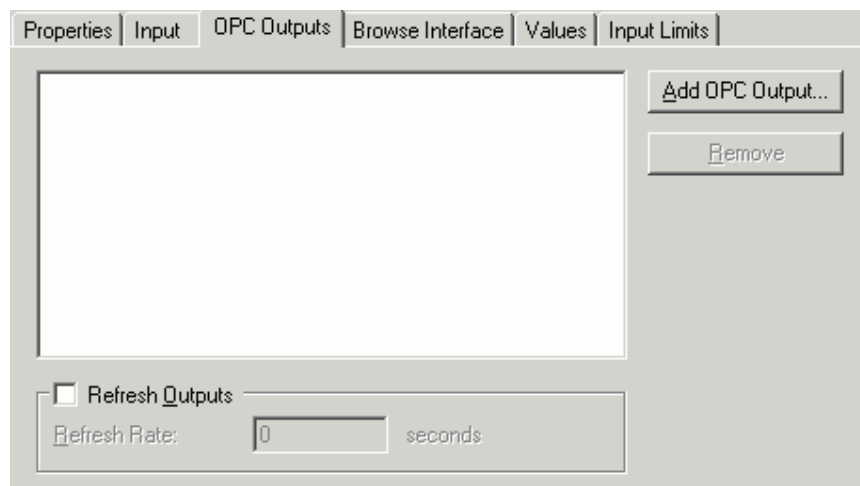 Properties Input OPC Outputs Browse Interface Values Input Limits
Add OPC Output...
Remove
Refresh Outputs
Refresh Rate: 0 seconds